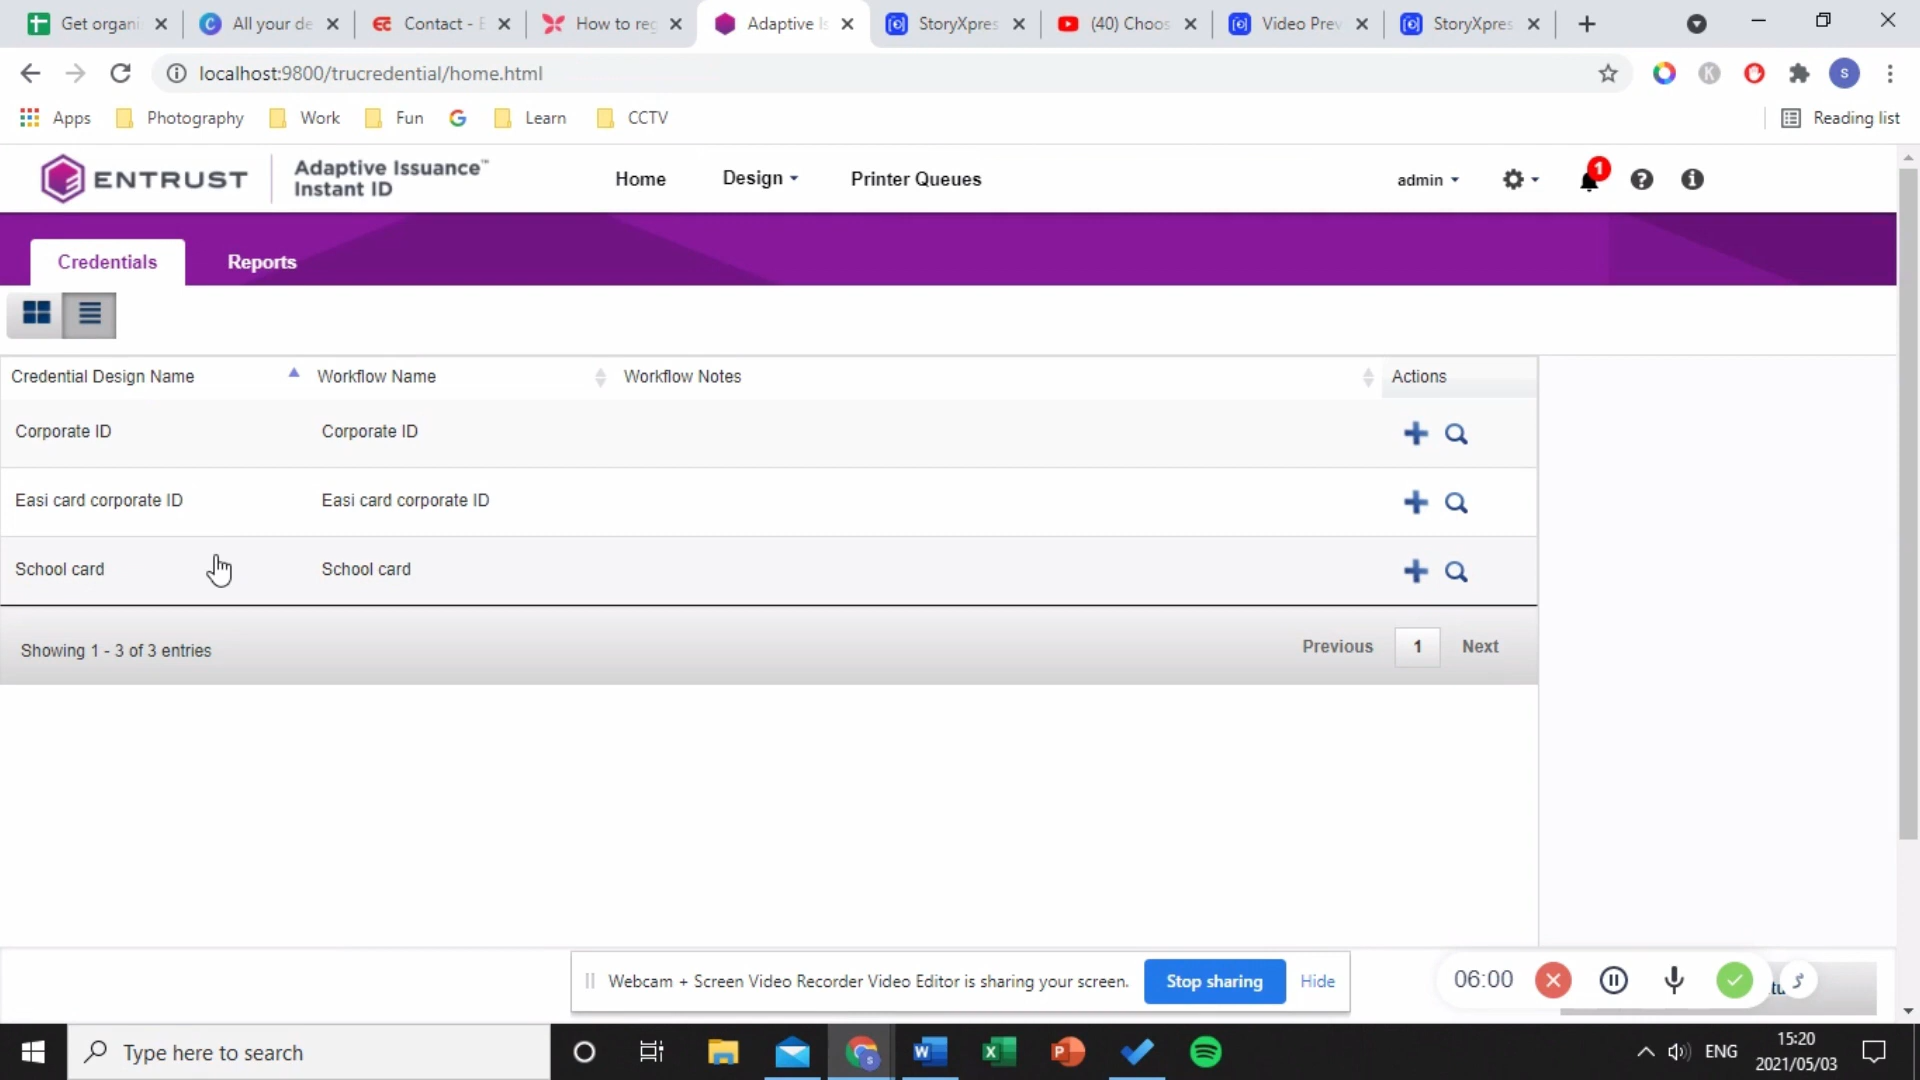 Get organi
All your de
Contact - E
How to reg
Adaptive Is
StoryXpres
(40) Choos
Video Prev
StoryXpres
localhost:9800/trucredential/home.html
K
S
Apps
Photography
Work
Fun
Learn
CCTV
Reading list
ENTRUST
Adaptive Issuance™
Instant ID
Home
Design
Printer Queues
admin
1
Credentials
Reports
Credential Design Name
Workflow Name
Workflow Notes
Actions
Corporate ID
Corporate ID
Easi card corporate ID
Easi card corporate ID
School card
School card
Showing 1 - 3 of 3 entries
Previous
1
Next
Webcam + Screen Video Recorder Video Editor is sharing your screen.
Stop sharing
Hide
06:00
Type here to search
ENG
15:20
2021/05/03